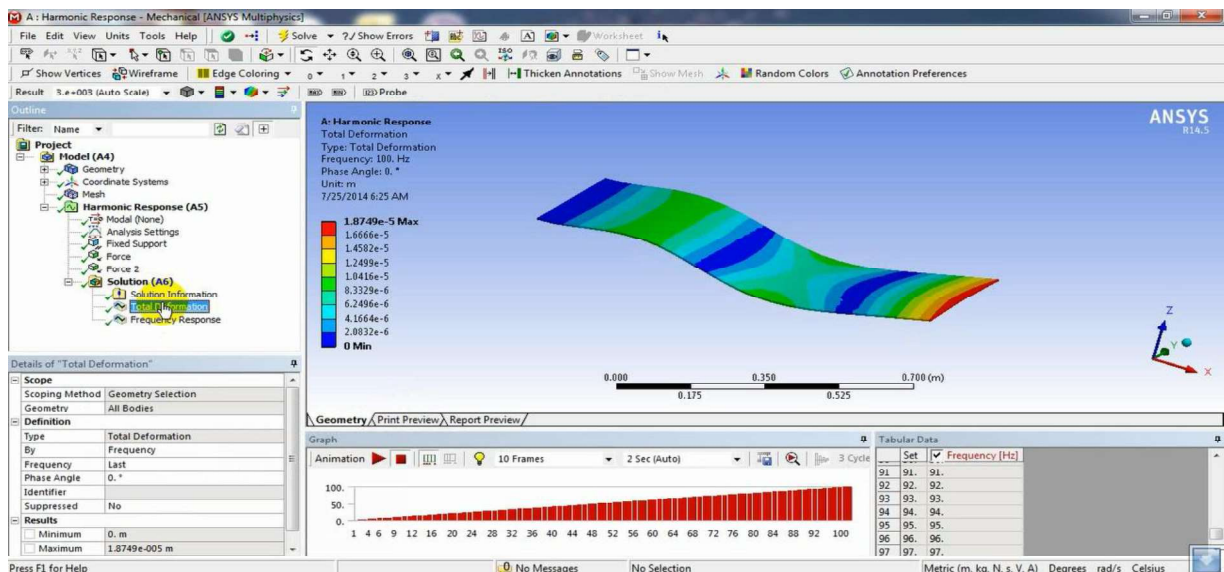 A : Harmonic Response - Mechanical [ANSYS Multiphysics]
File Edit View Units Tools Help Solve ?/ Show Errors Worksheet
Show Vertices Wireframe Edge Coloring Thicken Annotations Show Mesh Random Colors Annotation Preferences
Result 3.e+003 (Auto Scale) Probe
Outline
Filter: Name
Project
Model (A4)
Geometry
Coordinate Systems
Mesh
Harmonic Response (A5)
Modal (None)
Analysis Settings
Fixed Support
Force
Force 2
Solution (A6)
Solution Information
Total Deformation
Frequency Response
A: Harmonic Response
Total Deformation
Type: Total Deformation
Frequency: 100. Hz
Phase Angle: 0. °
Unit: m
7/25/2014 6:25 AM
1.8749e-5 Max
1.6666e-5
1.4582e-5
1.2499e-5
1.0416e-5
8.3329e-6
6.2496e-6
4.1664e-6
2.0832e-6
0 Min
ANSYS
R14.5
Z
Y
X
0.000 0.350 0.700 (m)
0.175 0.525
Geometry Print Preview Report Preview
Details of "Total Deformation"
Scope
Scoping Method Geometry Selection
Geometry All Bodies
Definition
Type Total Deformation
By Frequency
Frequency Last
Phase Angle 0. °
Identifier
Suppressed No
Results
Minimum 0. m
Maximum 1.8749e-005 m
Graph
Animation 10 Frames 2 Sec (Auto) 3 Cycle
100.
50.
0.
1 4 6 9 12 16 20 24 28 32 36 40 44 48 52 56 60 64 68 72 76 80 84 88 92 100
Tabular Data
Set Frequency [Hz]
91 91. 91.
92 92. 92.
93 93. 93.
94 94. 94.
95 95. 95.
96 96. 96.
97 97. 97.
Press F1 for Help 0 No Messages No Selection Metric (m, kg, N, s, V, A) Degrees rad/s Celsius